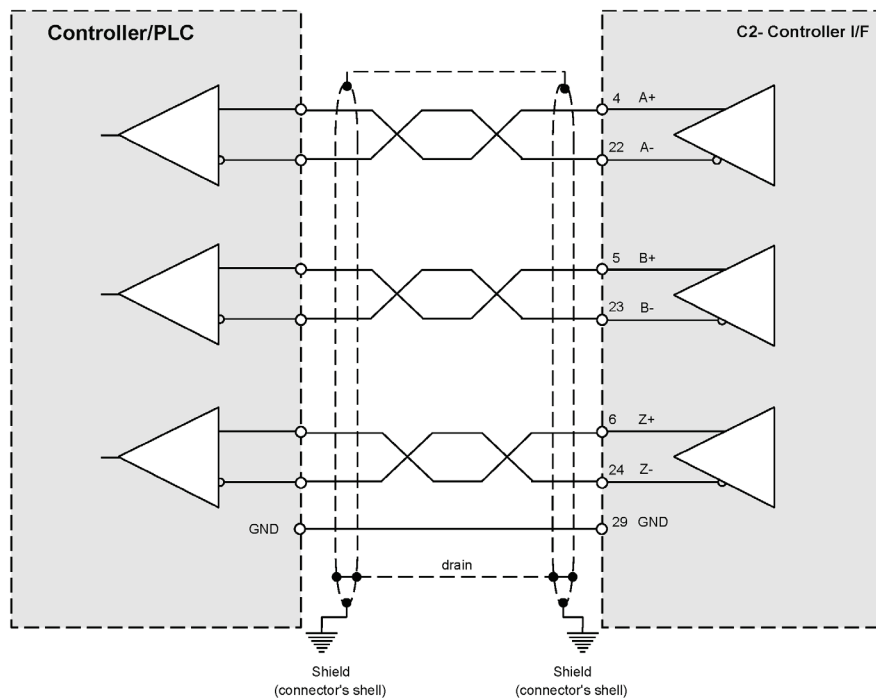 Controller/PLC
C2- Controller I/F
4 A+
22 A-
5 B+
23 B-
6 Z+
24 Z-
GND
29 GND
drain
Shield
(connector's shell)
Shield
(connector's shell)